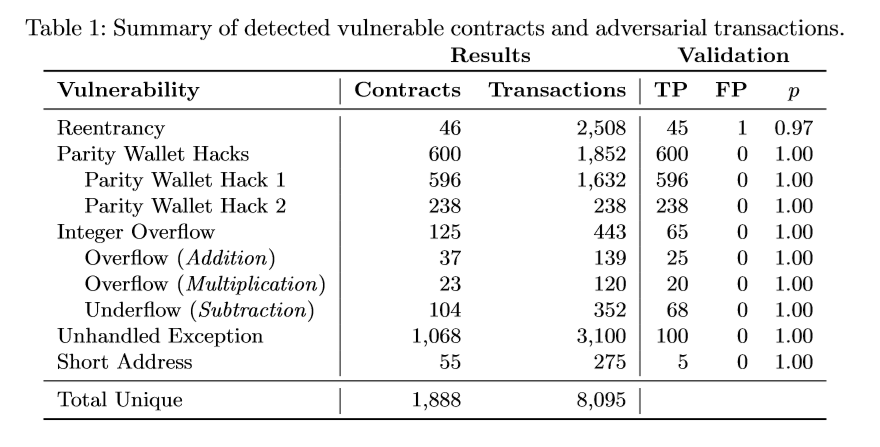 Table 1: Summary of detected vulnerable contracts and adversarial transactions.
Results Validation
Vulnerability Contracts Transactions TP FP p
Reentrancy 46 2,508 45 1 0.97
Parity Wallet Hacks 600 1,852 600 0 1.00
Parity Wallet Hack 1 596 1,632 596 0 1.00
Parity Wallet Hack 2 238 238 238 0 1.00
Integer Overflow 125 443 65 0 1.00
Overflow (Addition) 37 139 25 0 1.00
Overflow (Multiplication) 23 120 20 0 1.00
Underflow (Subtraction) 104 352 68 0 1.00
Unhandled Exception 1,068 3,100 100 0 1.00
Short Address 55 275 5 0 1.00
Total Unique 1,888 8,095